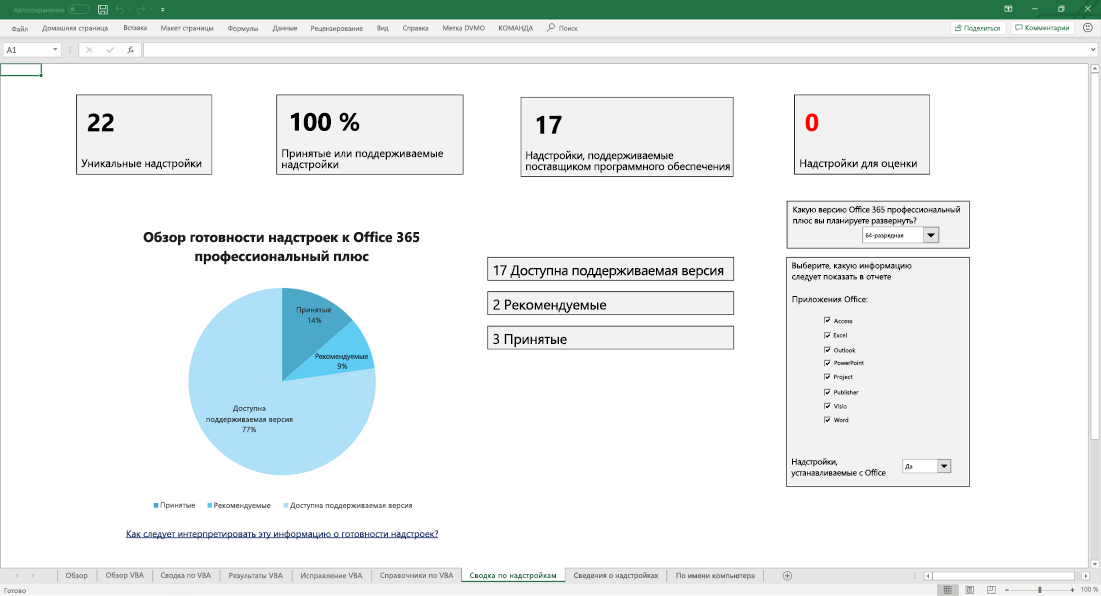 Автосохранение
Файл Домашняя страница Вставка Макет страницы Формулы Данные Рецензирование Вид Справка Метка DVMO КОМАНДА Поиск Поделиться Комментарии
A1 fx
22
Уникальные надстройки
100 %
Принятые или поддерживаемые
надстройки
17
Надстройки, поддерживаемые
поставщиком программного обеспечения
0
Надстройки для оценки
Какую версию Office 365 профессиональный
плюс вы планируете развернуть?
64-разрядная
Обзор готовности надстроек к Office 365
профессиональный плюс
Принятые
14%
Рекомендуемые
9%
Доступна
поддерживаемая версия
77%
Принятые Рекомендуемые Доступна поддерживаемая версия
Как следует интерпретировать эту информацию о готовности надстроек?
17 Доступна поддерживаемая версия
2 Рекомендуемые
3 Принятые
Выберите, какую информацию
следует показать в отчете
Приложения Office:
Access
Excel
Outlook
PowerPoint
Project
Publisher
Visio
Word
Надстройки,
устанавливаемые с Office
Да
Обзор Обзор VBA Сводка по VBA Результаты VBA Исправление VBA Справочники по VBA Сводка по надстройкам Сведения о надстройках По имени компьютера
Готово 100 %